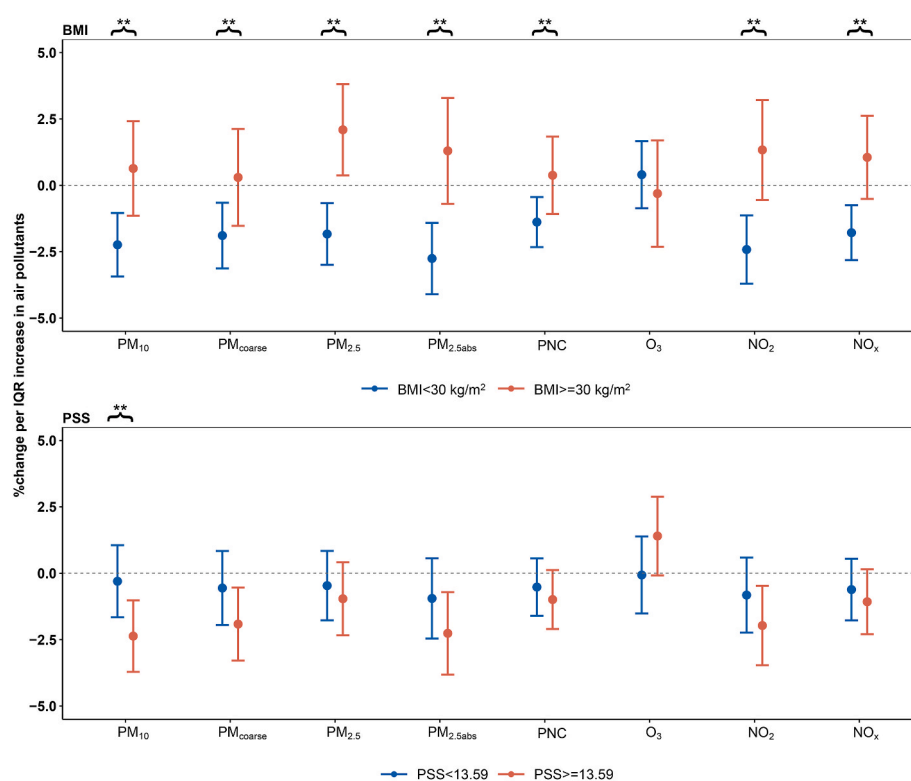 ** ** ** ** ** ** **
BMI
5.0
2.5
0.0
−2.5
−5.0
PM₁₀ PM_coarse PM₂.₅ PM₂.₅abs PNC O₃ NO₂ NOₓ
BMI<30 kg/m² BMI>=30 kg/m²
%change per IQR increase in air pollutants
**
PSS
5.0
2.5
0.0
−2.5
−5.0
PM₁₀ PM_coarse PM₂.₅ PM₂.₅abs PNC O₃ NO₂ NOₓ
PSS<13.59 PSS>=13.59